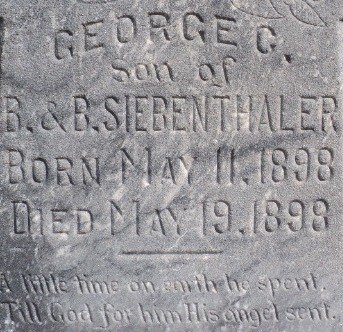 GEORGE C.
Son of
B. & B. SIEBENTHALER
BORN MAY 11, 1898
DIED MAY 19, 1898
A little time on earth he spent,
Till God for him His angel sent.